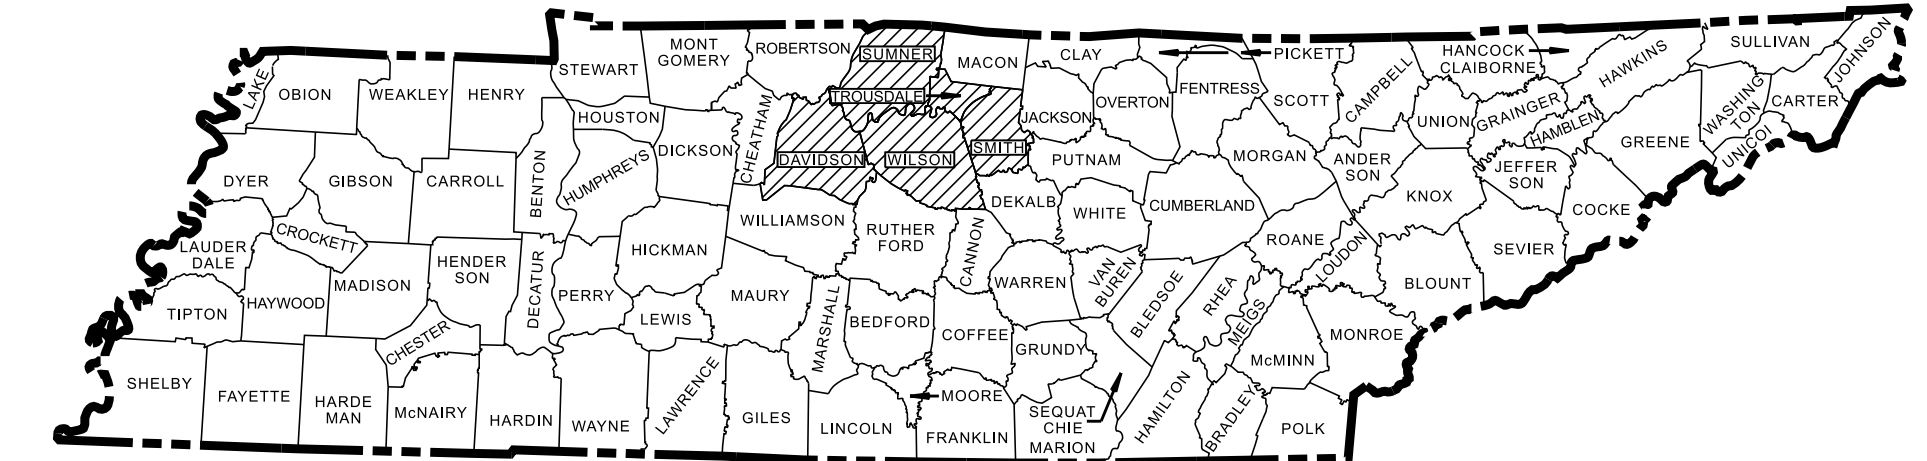 LAKE
OBION
WEAKLEY
HENRY
STEWART
MONT
GOMERY
ROBERTSON
SUMNER
TROUSDALE
MACON
CLAY
PICKETT
HANCOCK
CLAIBORNE
HAWKINS
SULLIVAN
JOHNSON
HOUSTON
CHEATHAM
DICKSON
DAVIDSON
WILSON
SMITH
JACKSON
OVERTON
FENTRESS
SCOTT
CAMPBELL
UNION
GRAINGER
HAMBLEN
GREENE
WASHING
TON
UNICOI
CARTER
DYER
GIBSON
CARROLL
BENTON
HUMPHREYS
WILLIAMSON
RUTHER
FORD
CANNON
DEKALB
PUTNAM
WHITE
CUMBERLAND
MORGAN
ANDER
SON
KNOX
JEFFER
SON
COCKE
SEVIER
LAUDER
DALE
CROCKETT
HAYWOOD
MADISON
HENDER
SON
DECATUR
PERRY
HICKMAN
LEWIS
MAURY
MARSHALL
BEDFORD
COFFEE
WARREN
VAN
BUREN
BLEDSOE
RHEA
MEIGS
ROANE
LOUDON
BLOUNT
MONROE
TIPTON
SHELBY
FAYETTE
HARDE
MAN
CHESTER
McNAIRY
HARDIN
WAYNE
LAWRENCE
GILES
LINCOLN
MOORE
FRANKLIN
GRUNDY
SEQUAT
CHIE
MARION
HAMILTON
BRADLEY
McMINN
POLK